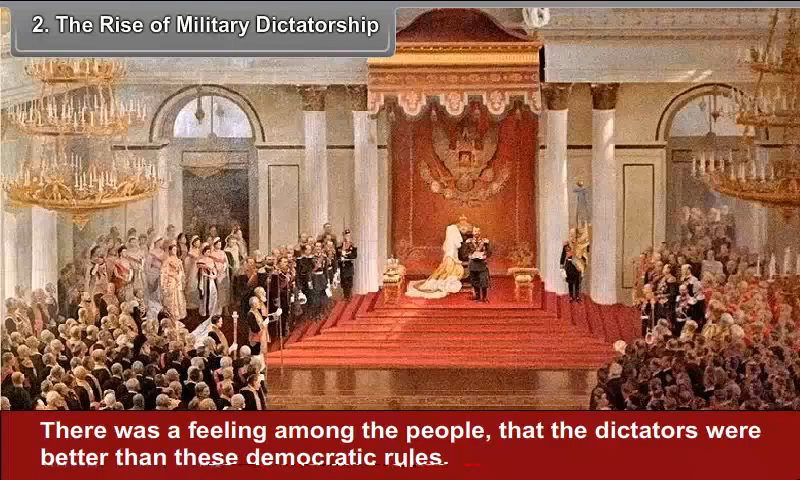 2. The Rise of Military Dictatorship
There was a feeling among the people, that the dictators were
better than these democratic rules.